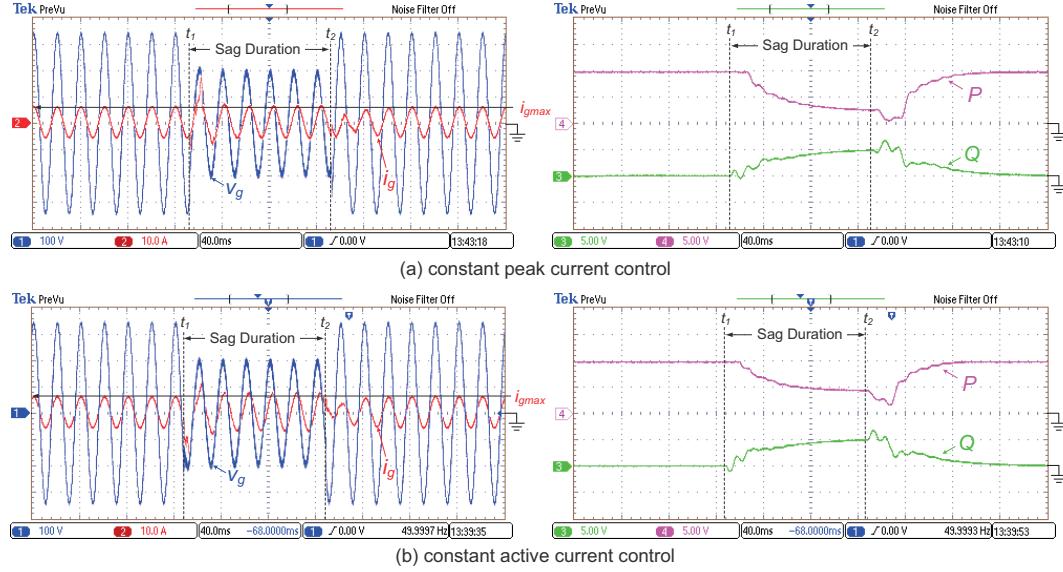 Tek PreVu Noise Filter Off
t1 Sag Duration t2
igmax
2
ig
vg
1 100 V 2 10.0 A 40.0ms 1 0.00 V 13:43:18
Tek PreVu Noise Filter Off
t1 Sag Duration t2
P
4
Q
3
3 5.00 V 4 5.00 V 40.0ms 1 0.00 V 13:43:10
(a) constant peak current control
Tek PreVu Noise Filter Off
t1 Sag Duration t2
igmax
1
ig
vg
1 100 V 2 10.0 A 40.0ms −68.0000ms 1 0.00 V 49.9997 Hz 13:39:35
Tek PreVu Noise Filter Off
t1 Sag Duration t2
P
4
Q
3
3 5.00 V 4 5.00 V 40.0ms −68.0000ms 1 0.00 V 49.9993 Hz 13:39:53
(b) constant active current control